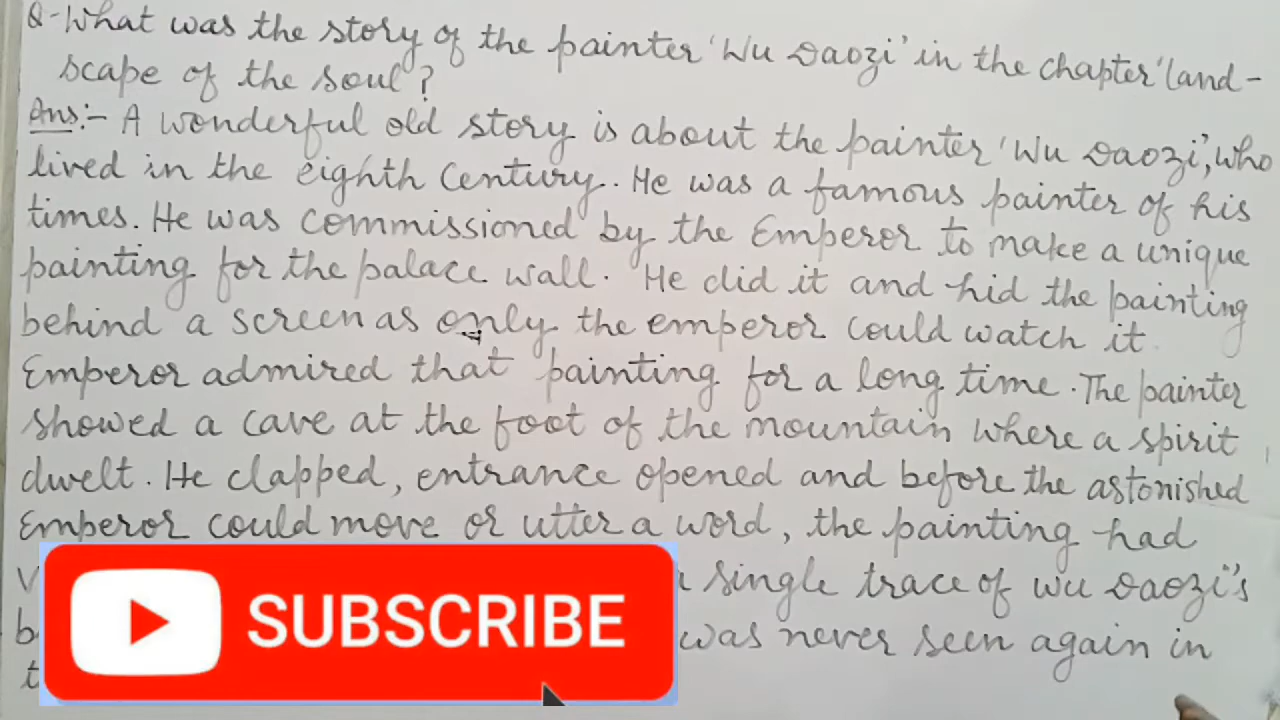 Q- What was the story of the painter 'Wu Daozi' in the chapter 'land-
scape of the soul'?
Ans:- A wonderful old story is about the painter 'Wu Daozi', who
lived in the eighth Century. He was a famous painter of his
times. He was commissioned by the Emperor to make a unique
painting for the palace wall. He did it and hid the painting
behind a screen as only the emperor could watch it.
Emperor admired that painting for a long time. The painter
showed a cave at the foot of the mountain where a spirit
dwelt. He clapped, entrance opened and before the astonished
Emperor could move or utter a word, the painting had
single trace of Wu Daozi's
was never seen again in
SUBSCRIBE